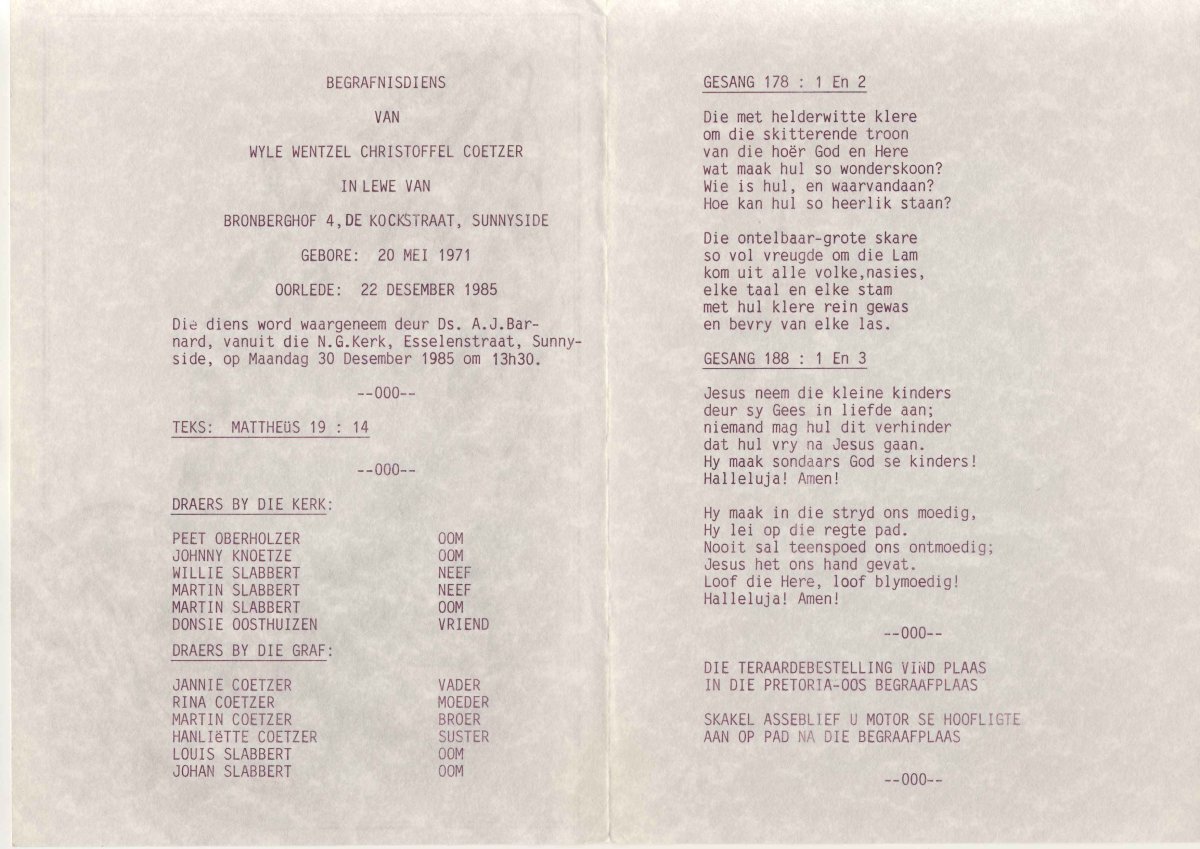 BEGRAFNISDIENS
VAN
WYLE WENTZEL CHRISTOFFEL COETZER
IN LEWE VAN
BRONBERGHOF 4, DE KOCKSTRAAT, SUNNYSIDE
GEBORE: 20 MEI 1971
OORLEDE: 22 DESEMBER 1985
Die diens word waargeneem deur Ds. A.J.Bar-
nard, vanuit die N.G.Kerk, Esselenstraat, Sunny-
side, op Maandag 30 Desember 1985 om 13h30.
--000--
TEKS: MATTHEüS 19 : 14
--000--
DRAERS BY DIE KERK:
PEET OBERHOLZER OOM
JOHNNY KNOETZE OOM
WILLIE SLABBERT NEEF
MARTIN SLABBERT NEEF
MARTIN SLABBERT OOM
DONSIE OOSTHUIZEN VRIEND
DRAERS BY DIE GRAF:
JANNIE COETZER VADER
RINA COETZER MOEDER
MARTIN COETZER BROER
HANLIëTTE COETZER SUSTER
LOUIS SLABBERT OOM
JOHAN SLABBERT OOM
GESANG 178 : 1 En 2
Die met helderwitte klere
om die skitterende troon
van die hoër God en Here
wat maak hul so wonderskoon?
Wie is hul, en waarvandaan?
Hoe kan hul so heerlik staan?
Die ontelbaar-grote skare
so vol vreugde om die Lam
kom uit alle volke,nasies,
elke taal en elke stam
met hul klere rein gewas
en bevry van elke las.
GESANG 188 : 1 En 3
Jesus neem die kleine kinders
deur sy Gees in liefde aan;
niemand mag hul dit verhinder
dat hul vry na Jesus gaan.
Hy maak sondaars God se kinders!
Halleluja! Amen!
Hy maak in die stryd ons moedig,
Hy lei op die regte pad.
Nooit sal teenspoed ons ontmoedig;
Jesus het ons hand gevat.
Loof die Here, loof blymoedig!
Halleluja! Amen!
--000--
DIE TERAARDEBESTELLING VIND PLAAS
IN DIE PRETORIA-OOS BEGRAAFPLAAS
SKAKEL ASSEBLIEF U MOTOR SE HOOFLIGTE
AAN OP PAD NA DIE BEGRAAFPLAAS
--000--